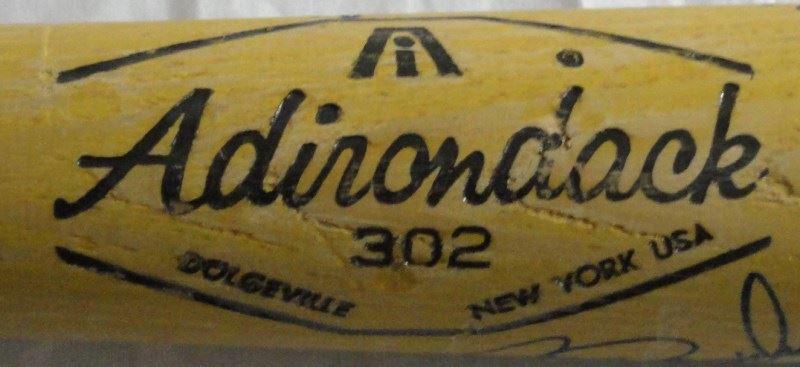 Adirondack
302
DOLGEVILLE NEW YORK USA